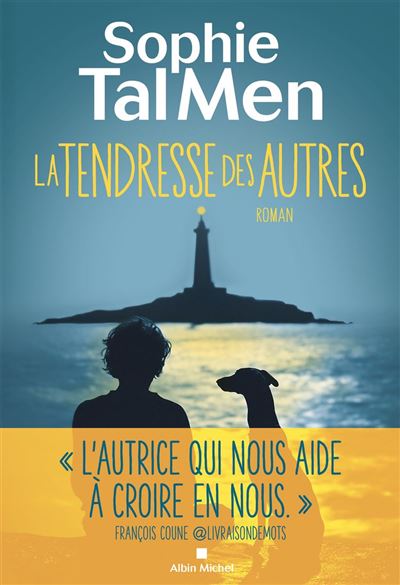 Sophie
Tal Men
LA TENDRESSE DES AUTRES
ROMAN
« L'AUTRICE QUI NOUS AIDE
À CROIRE EN NOUS. »
FRANÇOIS COUNE @LIVRAISONDEMOTS
Albin Michel